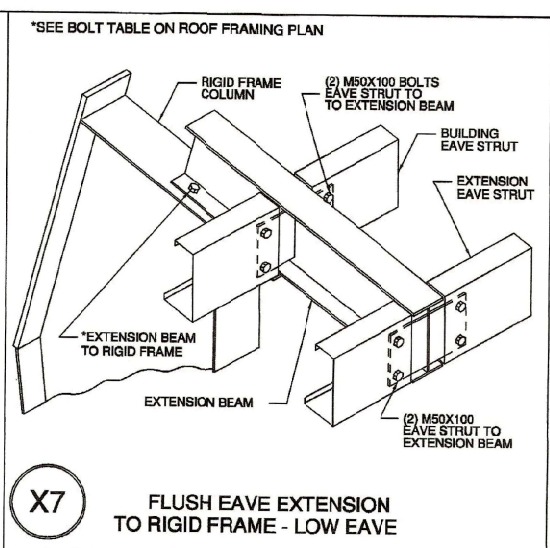 *SEE BOLT TABLE ON ROOF FRAMING PLAN
RIGID FRAME
COLUMN
(2) M50X100 BOLTS
EAVE STRUT TO
TO EXTENSION BEAM
BUILDING
EAVE STRUT
EXTENSION
EAVE STRUT
*EXTENSION BEAM
TO RIGID FRAME
EXTENSION BEAM
(2) M50X100
EAVE STRUT TO
EXTENSION BEAM
X7
FLUSH EAVE EXTENSION
TO RIGID FRAME - LOW EAVE